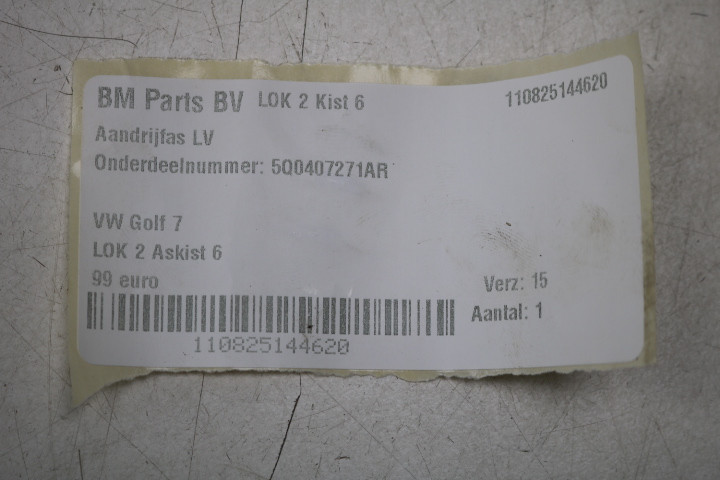 BM Parts BV LOK 2 Kist 6 110825144620
Aandrijfas LV
Onderdeelnummer: 5Q0407271AR
VW Golf 7
LOK 2 Askist 6
99 euro Verz: 15
Aantal: 1
110825144620